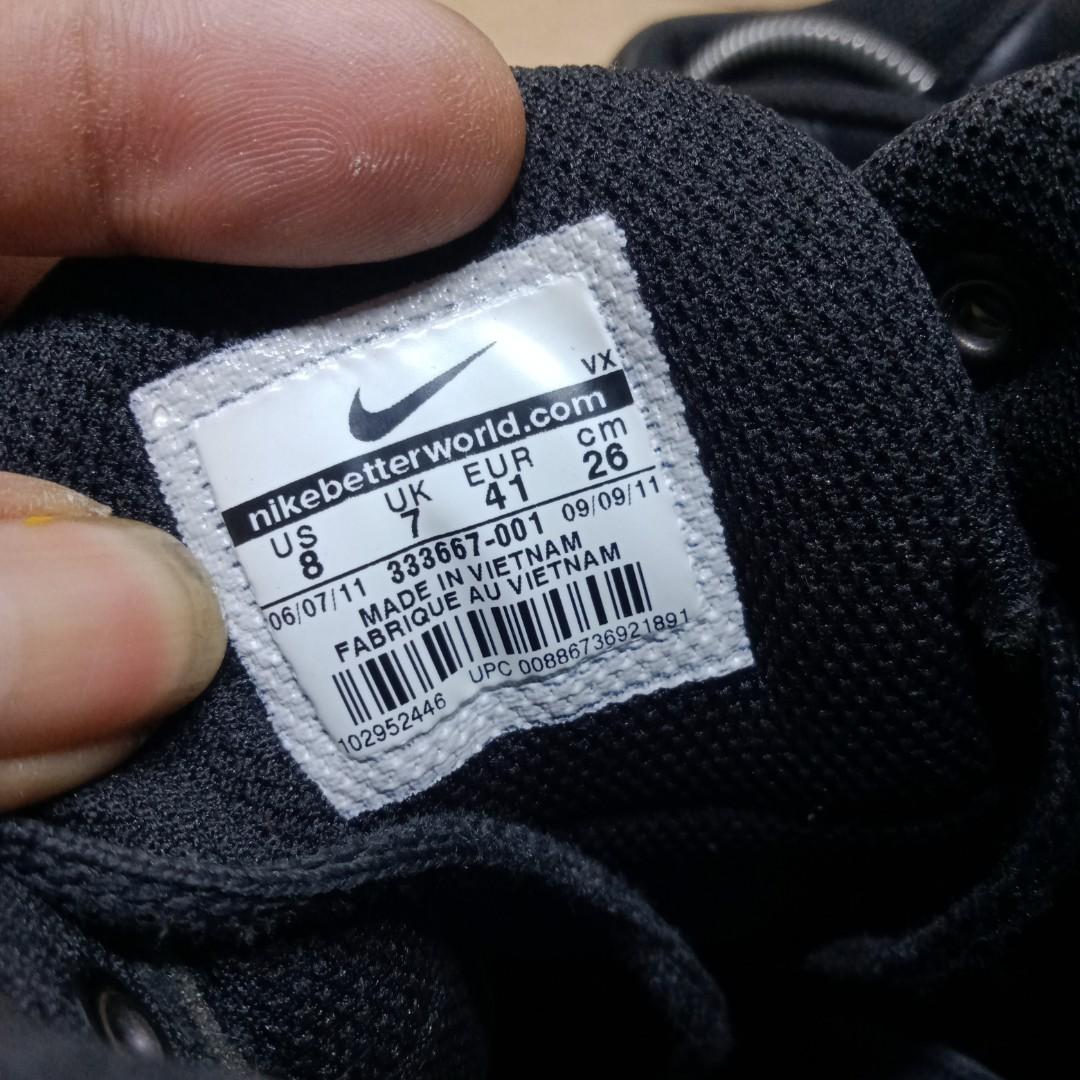 VX
nikebetterworld.com
US UK EUR cm
8 7 41 26
06/07/11 333667-001 09/09/11
MADE IN VIETNAM
FABRIQUE AU VIETNAM
102952446 UPC 00886736921891